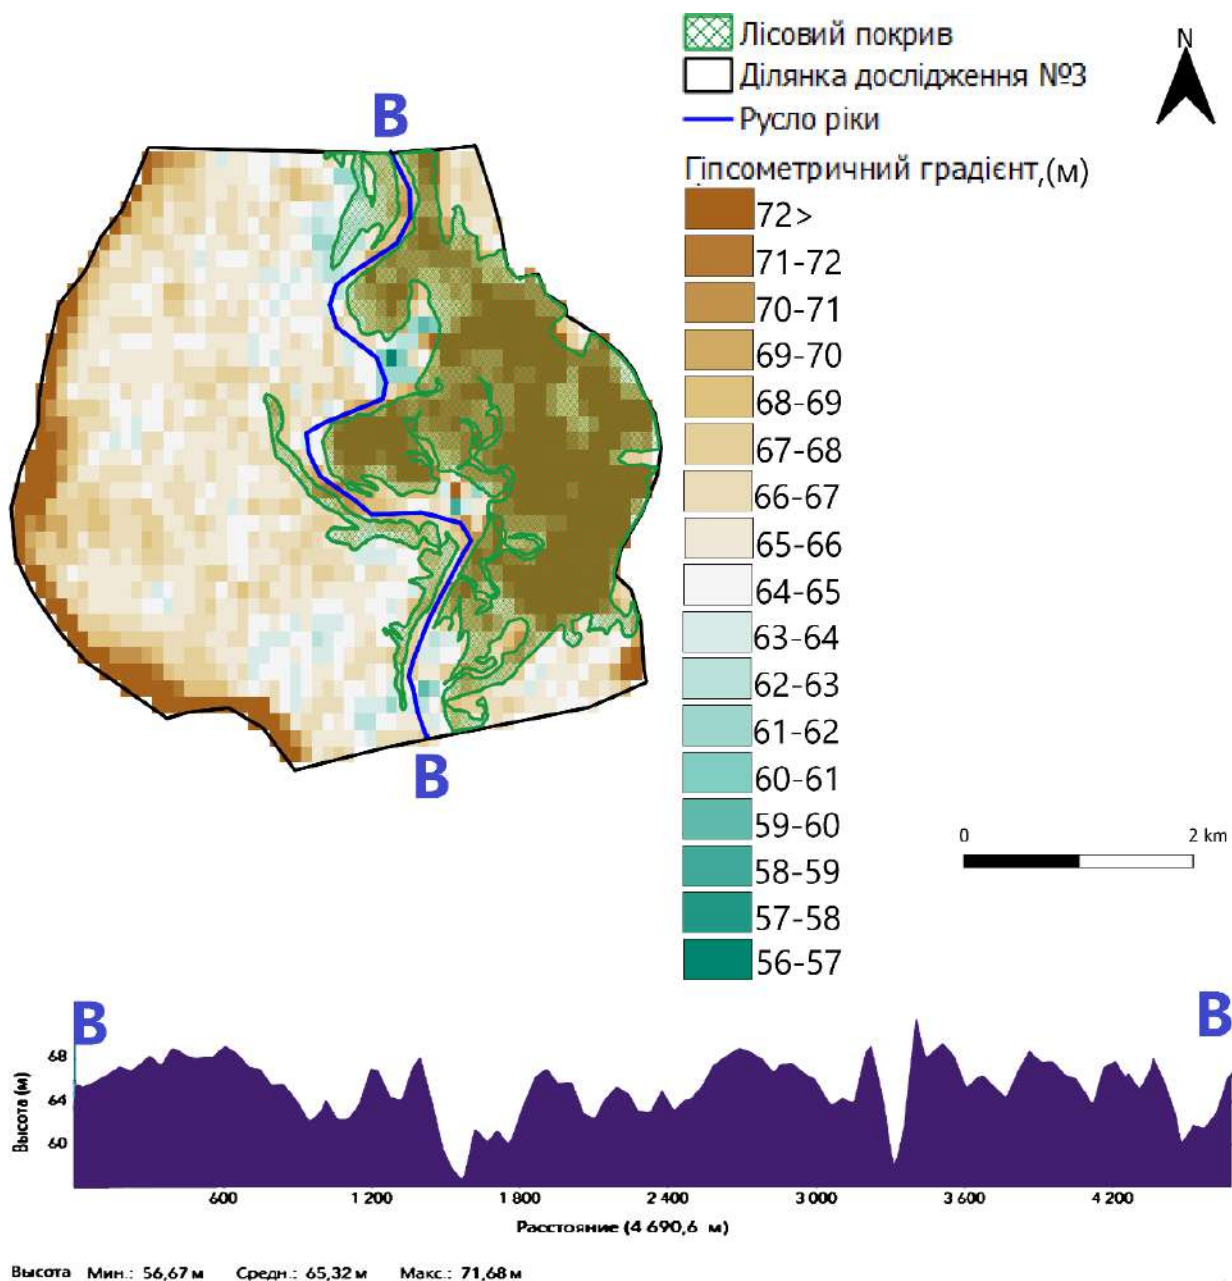 Лісовий покрив
Ділянка дослідження №3
Русло ріки
N
Гіпсометричний градієнт,(м)
72>
71-72
70-71
69-70
68-69
67-68
66-67
65-66
64-65
63-64
62-63
61-62
60-61
59-60
58-59
57-58
56-57
B
B
0 2 km
B B
Высота (м)
68
64
60
600 1 200 1 800 2 400 3 000 3 600 4 200
Расстояние (4 690,6 м)
Высота Мин.: 56,67 м Средн.: 65,32 м Макс.: 71,68 м